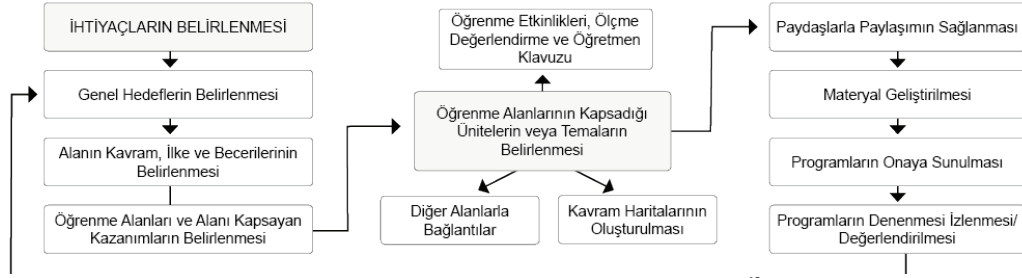 İHTİYAÇLARIN BELİRLENMESİ
Genel Hedeflerin Belirlenmesi
Alanın Kavram, İlke ve Becerilerinin
Belirlenmesi
Öğrenme Alanları ve Alanı Kapsayan
Kazanımların Belirlenmesi
Öğrenme Etkinlikleri, Ölçme
Değerlendirme ve Öğretmen
Klavuzu
Öğrenme Alanlarının Kapsadığı
Ünitelerin veya Temaların
Belirlenmesi
Diğer Alanlarla
Bağlantılar
Kavram Haritalarının
Oluşturulması
Paydaşlarla Paylaşımın Sağlanması
Materyal Geliştirilmesi
Programların Onaya Sunulması
Programların Denenmesi İzlenmesi/
Değerlendirilmesi